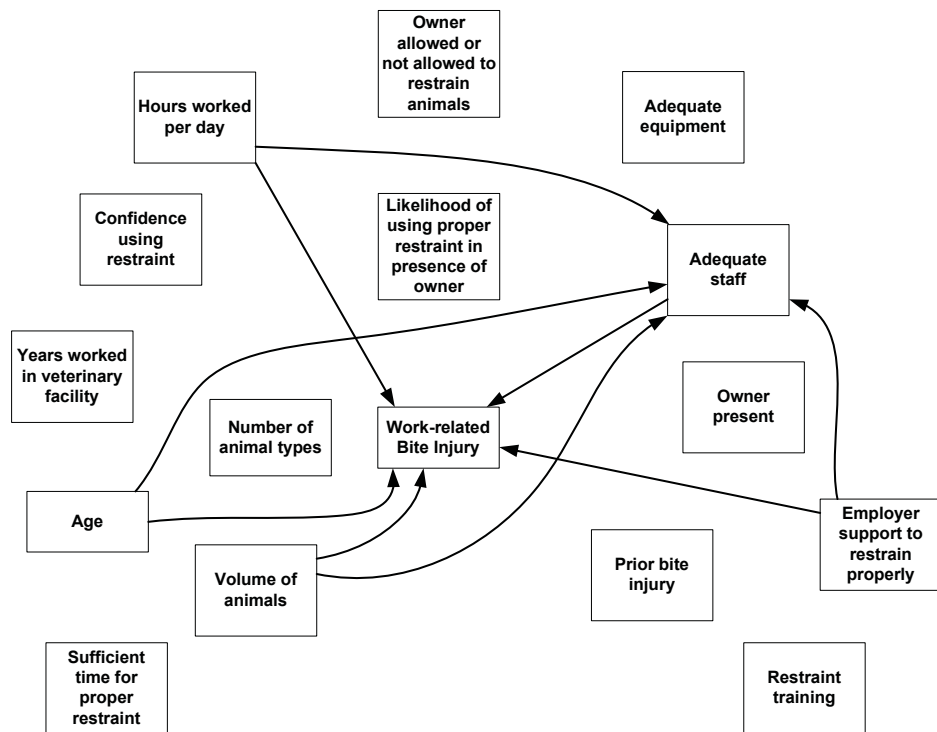 Owner
allowed or
not allowed to
restrain
animals
Hours worked
per day
Adequate
equipment
Confidence
using
restraint
Likelihood of
using proper
restraint in
presence of
owner
Adequate
staff
Years worked
in veterinary
facility
Owner
present
Number of
animal types
Work-related
Bite Injury
Age
Employer
support to
restrain
properly
Volume of
animals
Prior bite
injury
Sufficient
time for
proper
restraint
Restraint
training